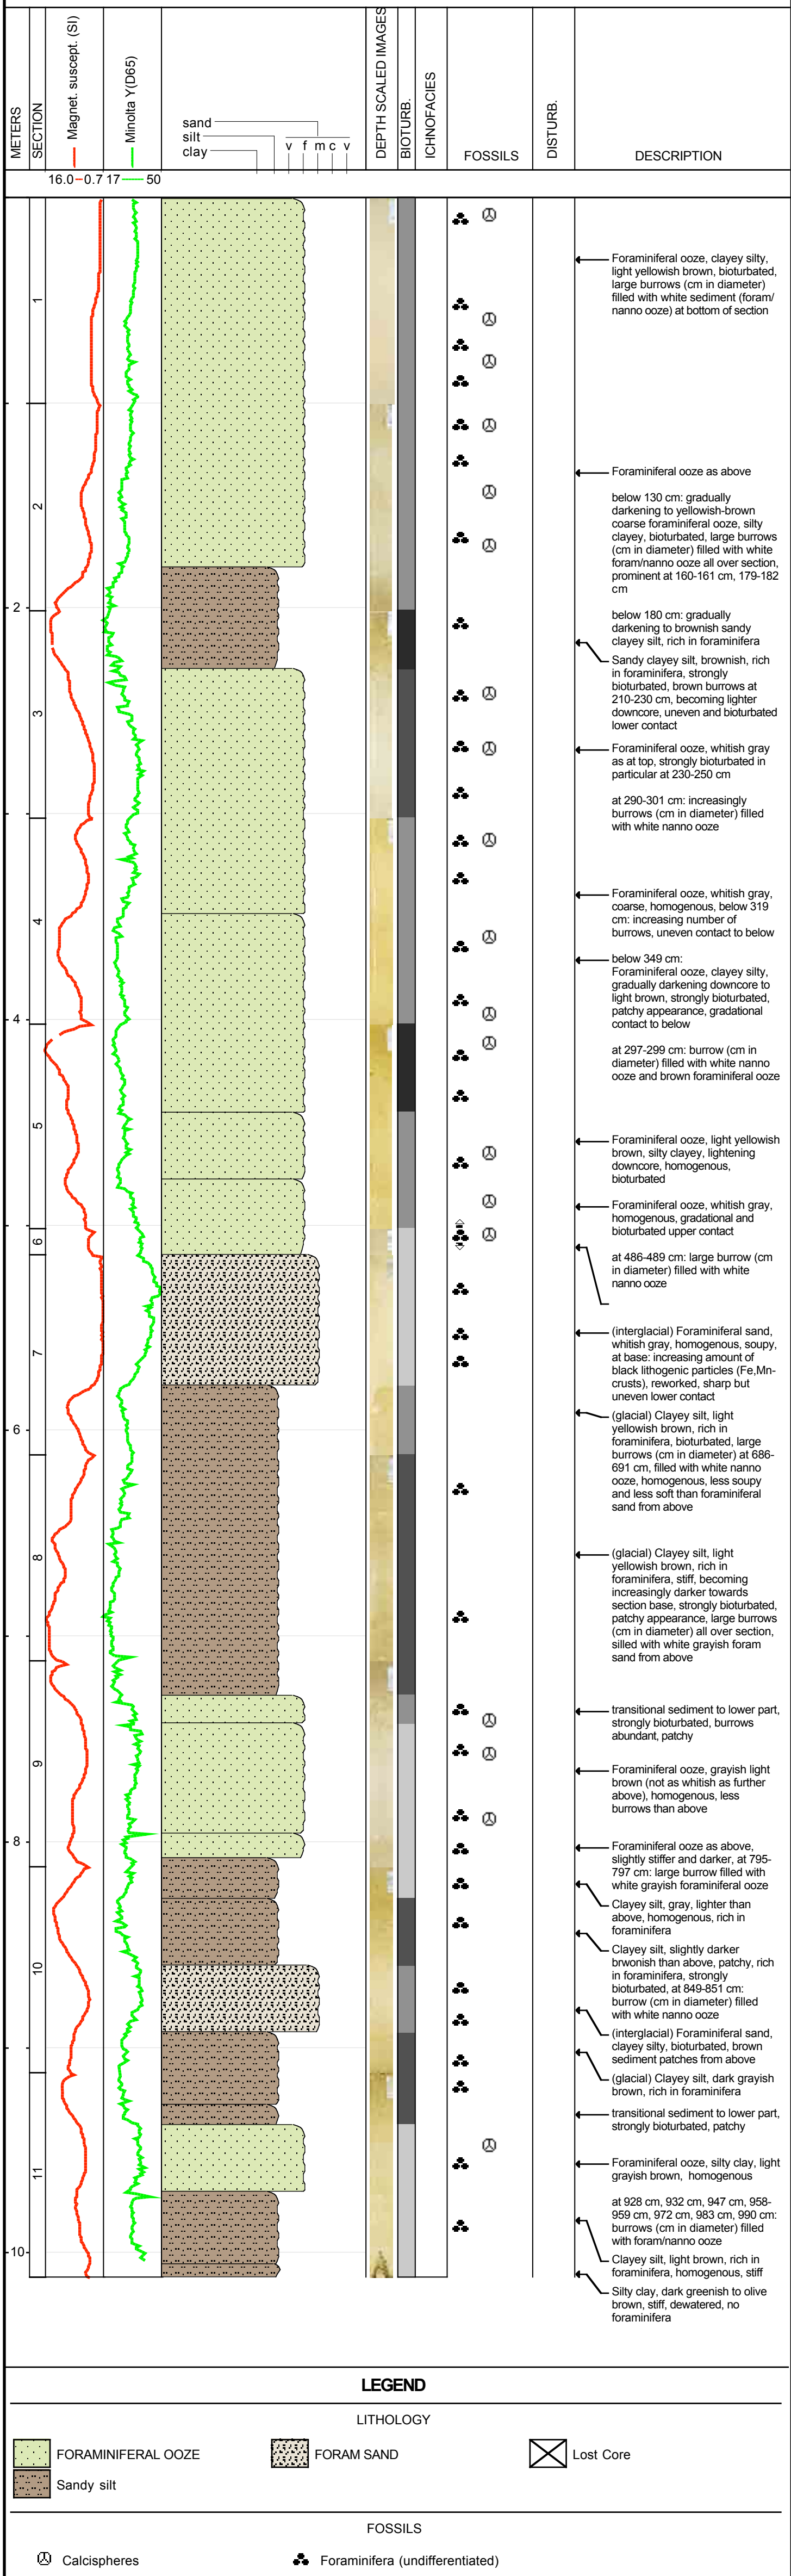 METERS
SECTION
Magnet. suscept. (SI)
Minolta Y(D65)
sand
silt
clay
v f m c v
DEPTH SCALED IMAGES
BIOTURB.
ICHNOFACIES
FOSSILS
DISTURB.
DESCRIPTION
16.0 0.7 17 50
1
Foraminiferal ooze, clayey silty,
light yellowish brown, bioturbated,
large burrows (cm in diameter)
filled with white sediment (foram/
nanno ooze) at bottom of section
2
Foraminiferal ooze as above
below 130 cm: gradually
darkening to yellowish-brown
coarse foraminiferal ooze, silty
clayey, bioturbated, large burrows
(cm in diameter) filled with white
foram/nanno ooze all over section,
prominent at 160-161 cm, 179-182
cm
2
below 180 cm: gradually
darkening to brownish sandy
clayey silt, rich in foraminifera
Sandy clayey silt, brownish, rich
in foraminifera, strongly
bioturbated, brown burrows at
210-230 cm, becoming lighter
downcore, uneven and bioturbated
lower contact
3
Foraminiferal ooze, whitish gray
as at top, strongly bioturbated in
particular at 230-250 cm
at 290-301 cm: increasingly
burrows (cm in diameter) filled
with white nanno ooze
4
Foraminiferal ooze, whitish gray,
coarse, homogenous, below 319
cm: increasing number of
burrows, uneven contact to below
below 349 cm:
Foraminiferal ooze, clayey silty,
gradually darkening downcore to
light brown, strongly bioturbated,
patchy appearance, gradational
contact to below
4
at 297-299 cm: burrow (cm in
diameter) filled with white nanno
ooze and brown foraminiferal ooze
5
Foraminiferal ooze, light yellowish
brown, silty clayey, lightening
downcore, homogenous,
bioturbated
Foraminiferal ooze, whitish gray,
homogenous, gradational and
bioturbated upper contact
6
at 486-489 cm: large burrow (cm
in diameter) filled with white
nanno ooze
7
(interglacial) Foraminiferal sand,
whitish gray, homogenous, soupy,
at base: increasing amount of
black lithogenic particles (Fe,Mn-
crusts), reworked, sharp but
uneven lower contact
6
(glacial) Clayey silt, light
yellowish brown, rich in
foraminifera, bioturbated, large
burrows (cm in diameter) at 686-
691 cm, filled with white nanno
ooze, homogenous, less soupy
and less soft than foraminiferal
sand from above
8
(glacial) Clayey silt, light
yellowish brown, rich in
foraminifera, stiff, becoming
increasingly darker towards
section base, strongly bioturbated,
patchy appearance, large burrows
(cm in diameter) all over section,
silled with white grayish foram
sand from above
transitional sediment to lower part,
strongly bioturbated, burrows
abundant, patchy
9
Foraminiferal ooze, grayish light
brown (not as whitish as further
above), homogenous, less
burrows than above
8
Foraminiferal ooze as above,
slightly stiffer and darker, at 795-
797 cm: large burrow filled with
white grayish foraminiferal ooze
Clayey silt, gray, lighter than
above, homogenous, rich in
foraminifera
10
Clayey silt, slightly darker
brwonish than above, patchy, rich
in foraminifera, strongly
bioturbated, at 849-851 cm:
burrow (cm in diameter) filled
with white nanno ooze
(interglacial) Foraminiferal sand,
clayey silty, bioturbated, brown
sediment patches from above
(glacial) Clayey silt, dark grayish
brown, rich in foraminifera
transitional sediment to lower part,
strongly bioturbated, patchy
11
Foraminiferal ooze, silty clay, light
grayish brown, homogenous
at 928 cm, 932 cm, 947 cm, 958-
959 cm, 972 cm, 983 cm, 990 cm:
burrows (cm in diameter) filled
with foram/nanno ooze
10
Clayey silt, light brown, rich in
foraminifera, homogenous, stiff
Silty clay, dark greenish to olive
brown, stiff, dewatered, no
foraminifera
LEGEND
LITHOLOGY
FORAMINIFERAL OOZE
FORAM SAND
Lost Core
Sandy silt
FOSSILS
Calcispheres
Foraminifera (undifferentiated)